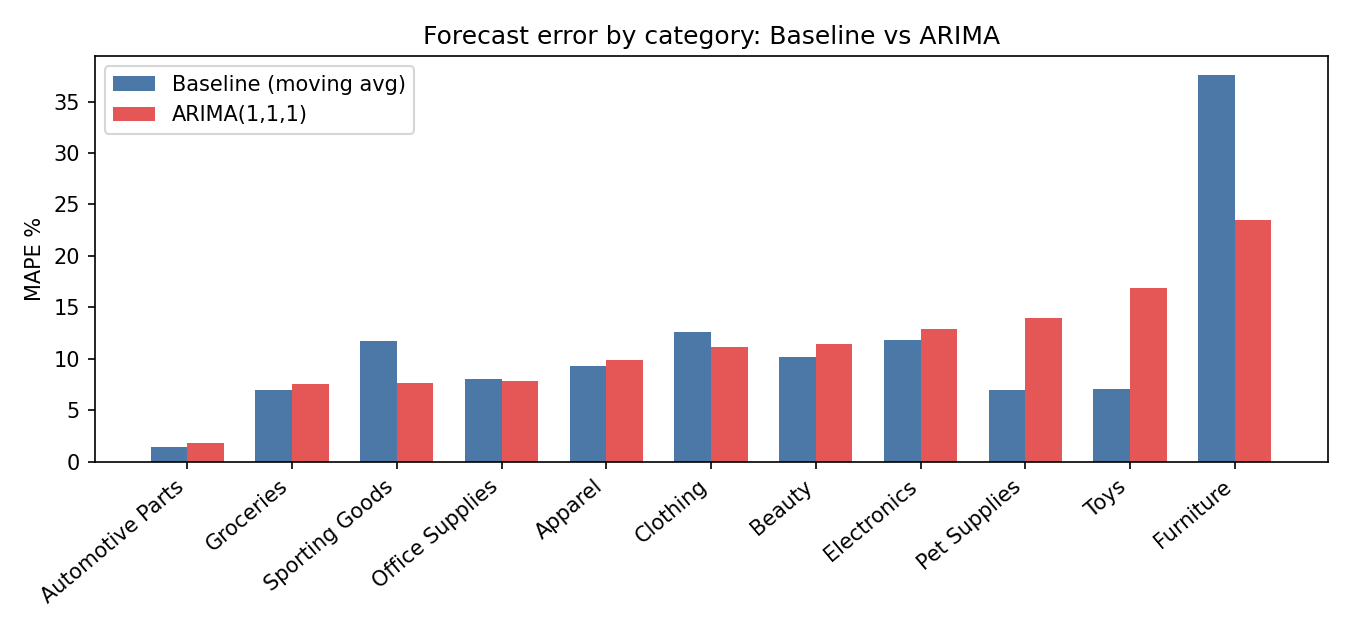 Forecast error by category: Baseline vs ARIMA
Baseline (moving avg)
ARIMA(1,1,1)
MAPE %
35
30
25
20
15
10
5
0
Automotive Parts
Groceries
Sporting Goods
Office Supplies
Apparel
Clothing
Beauty
Electronics
Pet Supplies
Toys
Furniture